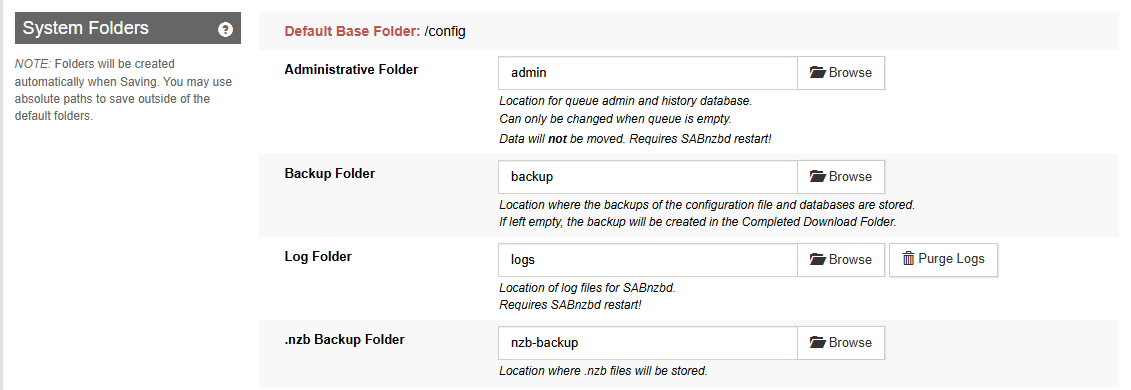 System Folders ?
NOTE: Folders will be created
automatically when Saving. You may use
absolute paths to save outside of the
default folders.
Default Base Folder: /config
Administrative Folder
admin
Browse
Location for queue admin and history database.
Can only be changed when queue is empty.
Data will not be moved. Requires SABnzbd restart!
Backup Folder
backup
Browse
Location where the backups of the configuration file and databases are stored.
If left empty, the backup will be created in the Completed Download Folder.
Log Folder
logs
Browse
Purge Logs
Location of log files for SABnzbd.
Requires SABnzbd restart!
.nzb Backup Folder
nzb-backup
Browse
Location where .nzb files will be stored.